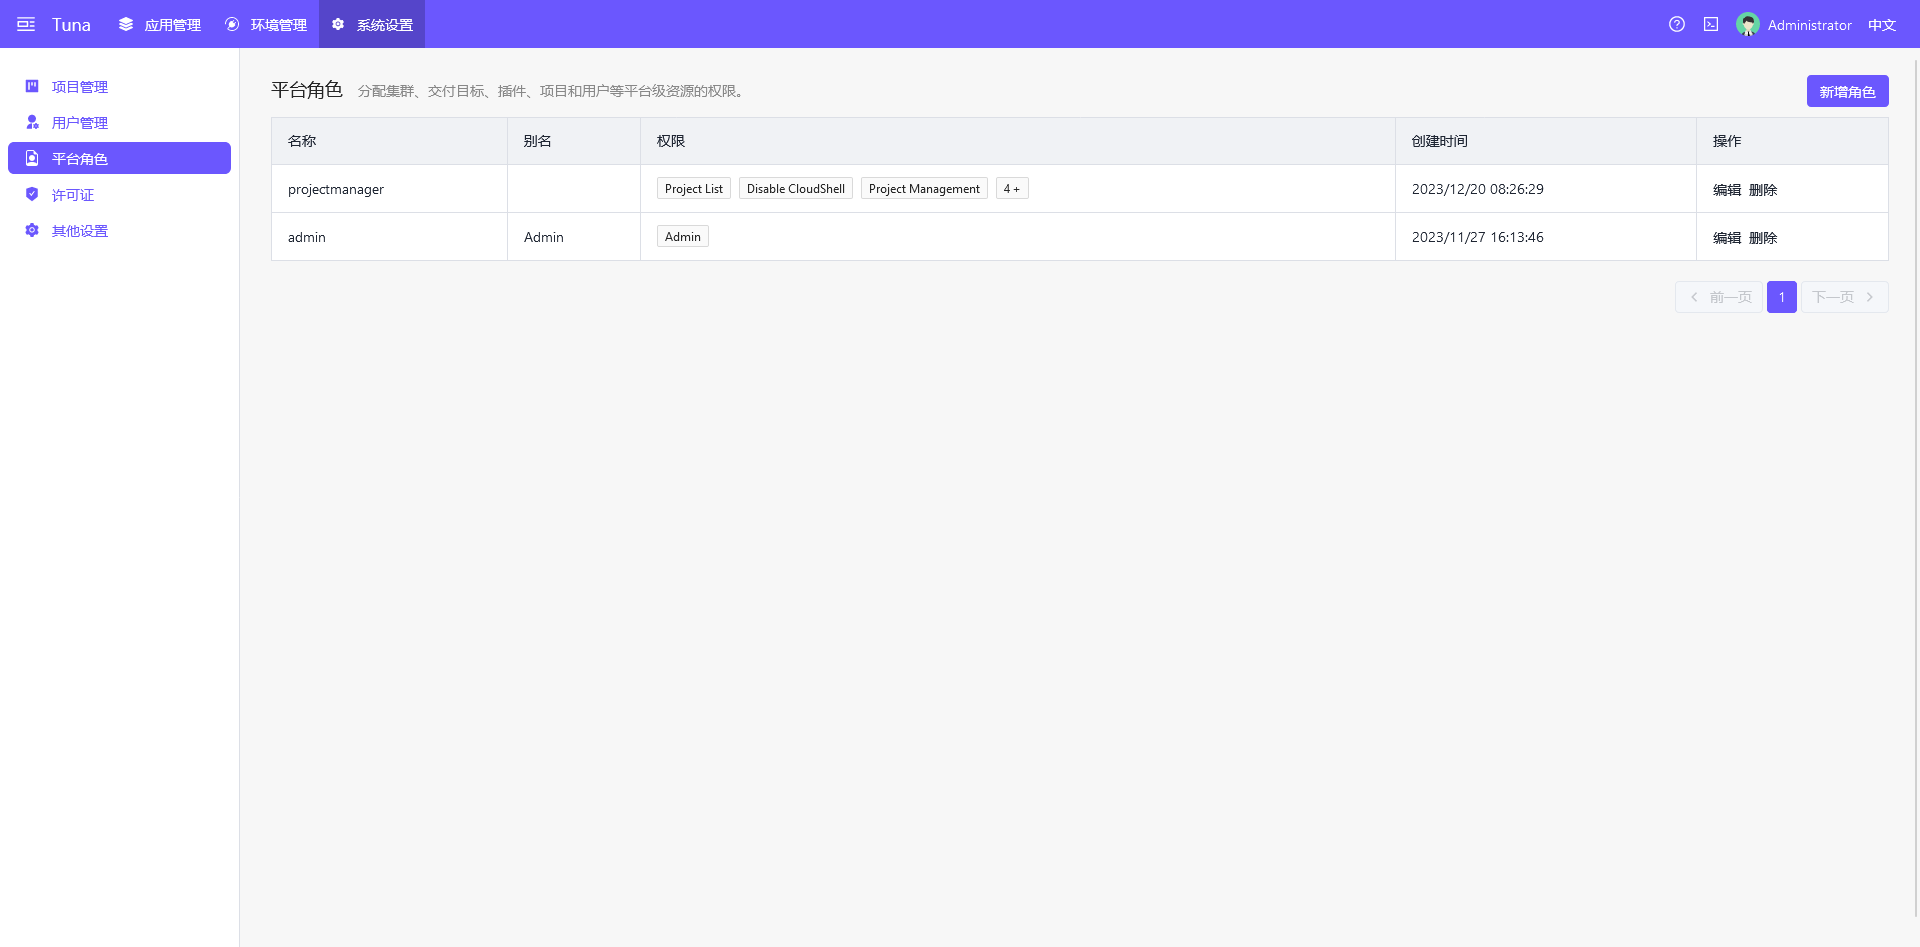 Tuna 应用管理 环境管理 系统设置 Administrator 中文
项目管理
用户管理
平台角色
许可证
其他设置
平台角色 分配集群、交付目标、插件、项目和用户等平台级资源的权限。 新增角色
名称 别名 权限 创建时间 操作
projectmanager Project List Disable CloudShell Project Management 4 + 2023/12/20 08:26:29 编辑 删除
admin Admin Admin 2023/11/27 16:13:46 编辑 删除
前一页 1 下一页